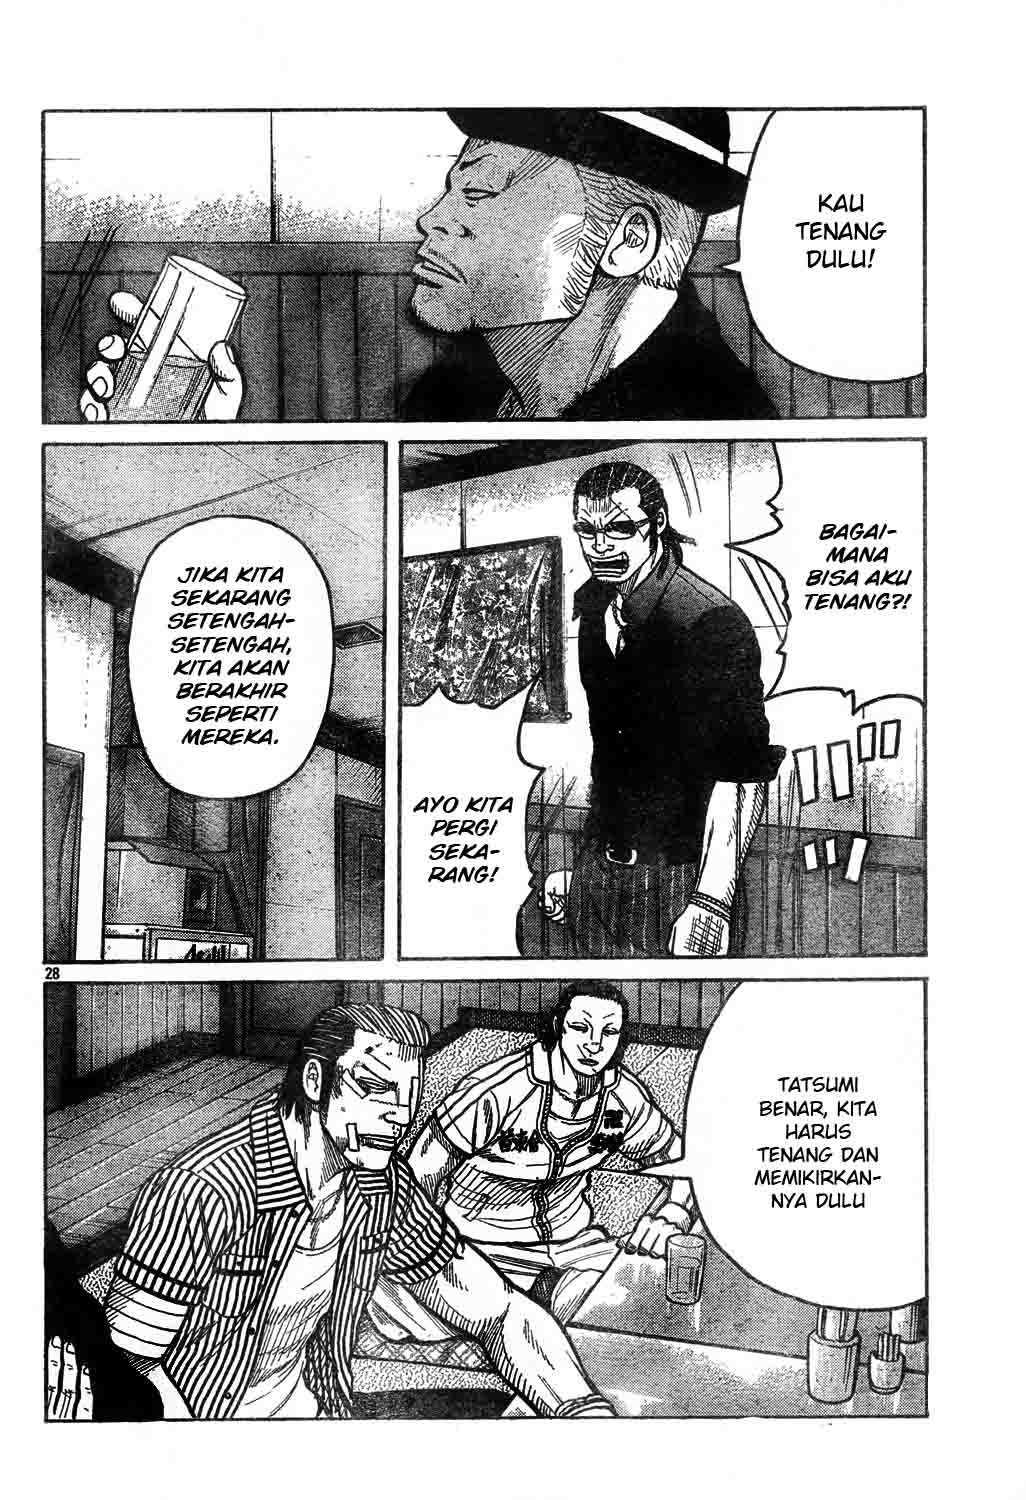 KAU
TENANG
DULU!
BAGAI-
MANA
BISA AKU
TENANG?!
AYO KITA
PERGI
SEKA-
RANG!
JIKA KITA
SEKARANG
SETENGAH-
SETENGAH,
KITA AKAN
BERAKHIR
SEPERTI
MEREKA.
28
TATSUMI
BENAR, KITA
HARUS
TENANG DAN
MEMIKIRKAN-
NYA DULU